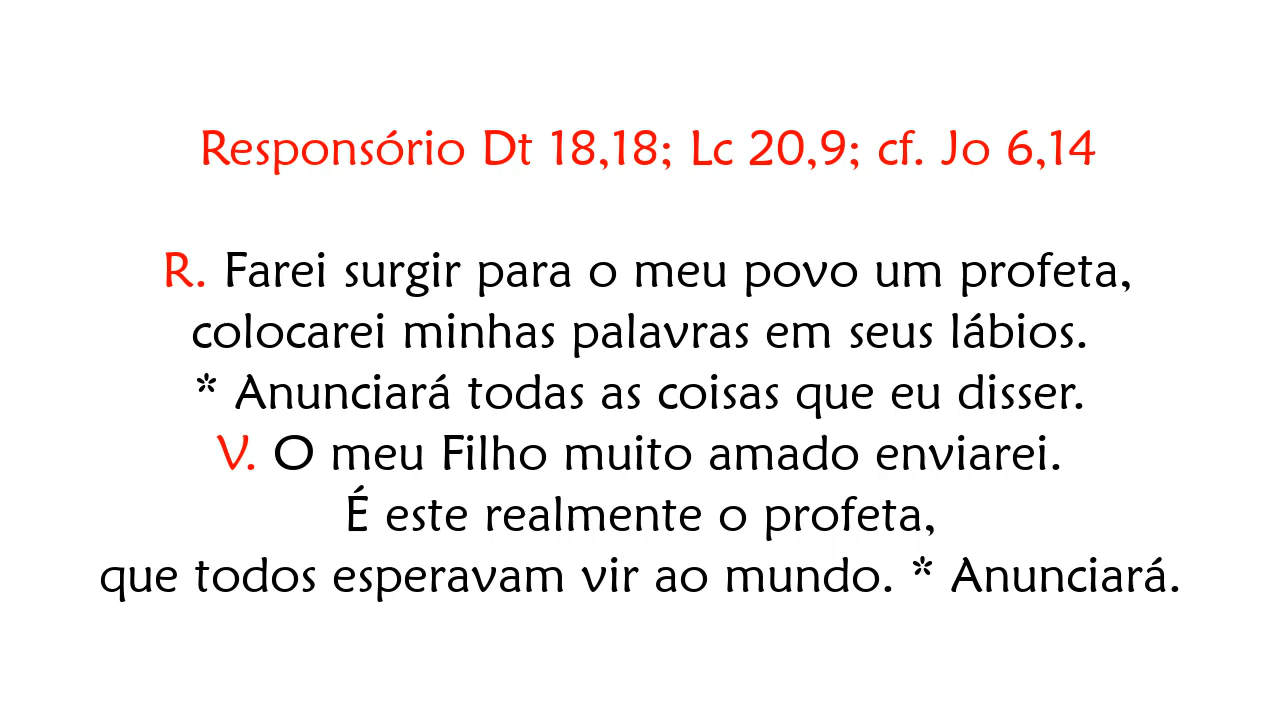 Responsório Dt 18,18; Lc 20,9; cf. Jo 6,14
R. Farei surgir para o meu povo um profeta,
colocarei minhas palavras em seus lábios.
* Anunciará todas as coisas que eu disser.
V. O meu Filho muito amado enviarei.
É este realmente o profeta,
que todos esperavam vir ao mundo. * Anunciará.